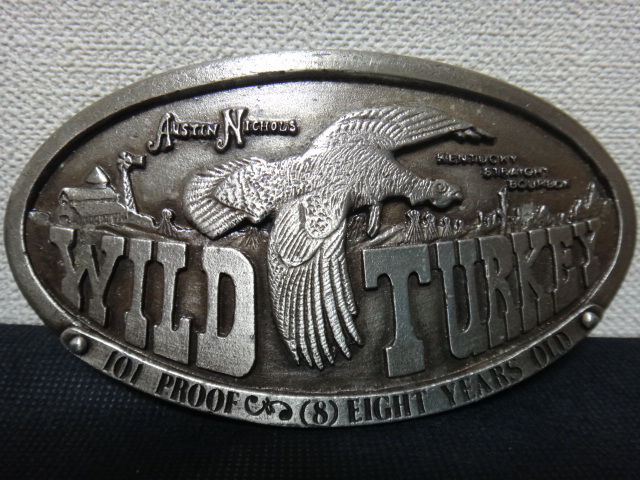 AUSTIN NICHOLS
KENTUCKY
STRAIGHT
BOURBON
WILD TURKEY
101 PROOF (8) EIGHT YEARS OLD